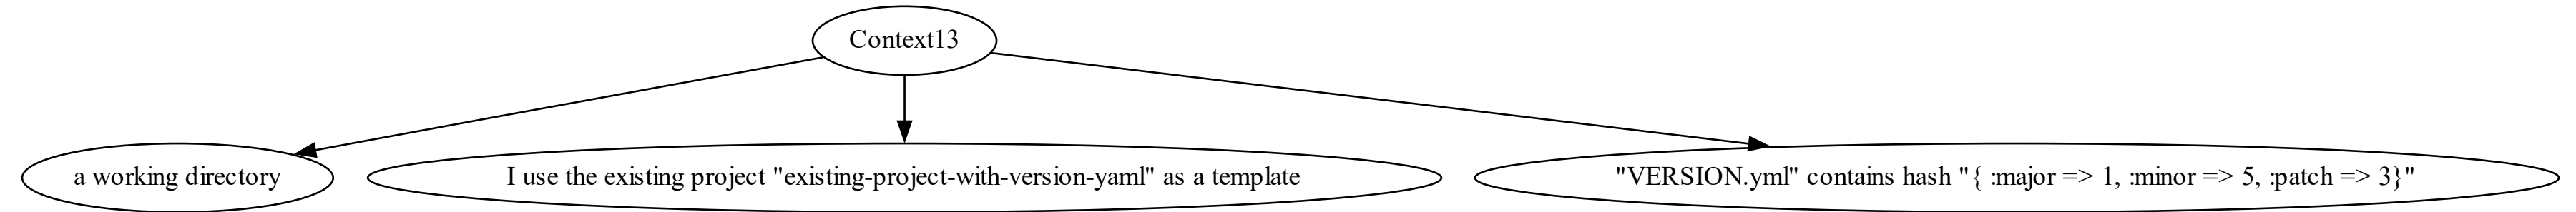 Context13
a working directory
I use the existing project "existing-project-with-version-yaml" as a template
"VERSION.yml" contains hash "{ :major => 1, :minor => 5, :patch => 3}"